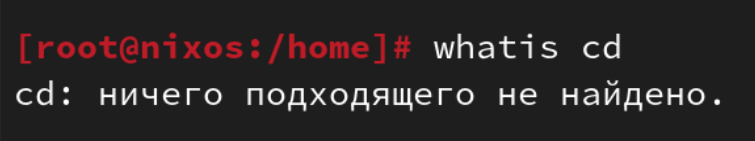 [root@nixos:/home]# whatis cd
cd: ничего подходящего не найдено.